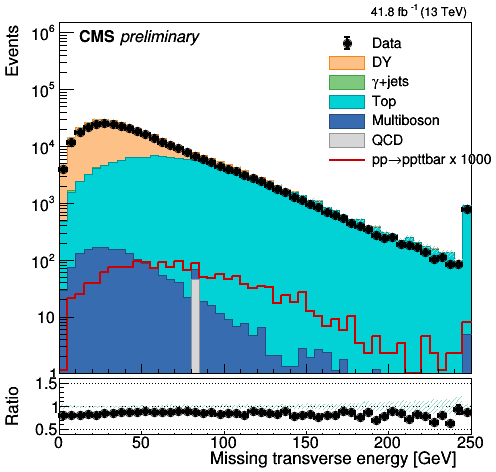 41.8 fb⁻¹ (13 TeV)
CMS preliminary
Events
10⁶
10⁵
10⁴
10³
10²
10
1
Data
DY
γ+jets
Top
Multiboson
QCD
pp→ppttbar x 1000
Ratio
1.5
1
0.5
0 50 100 150 200 250
Missing transverse energy [GeV]